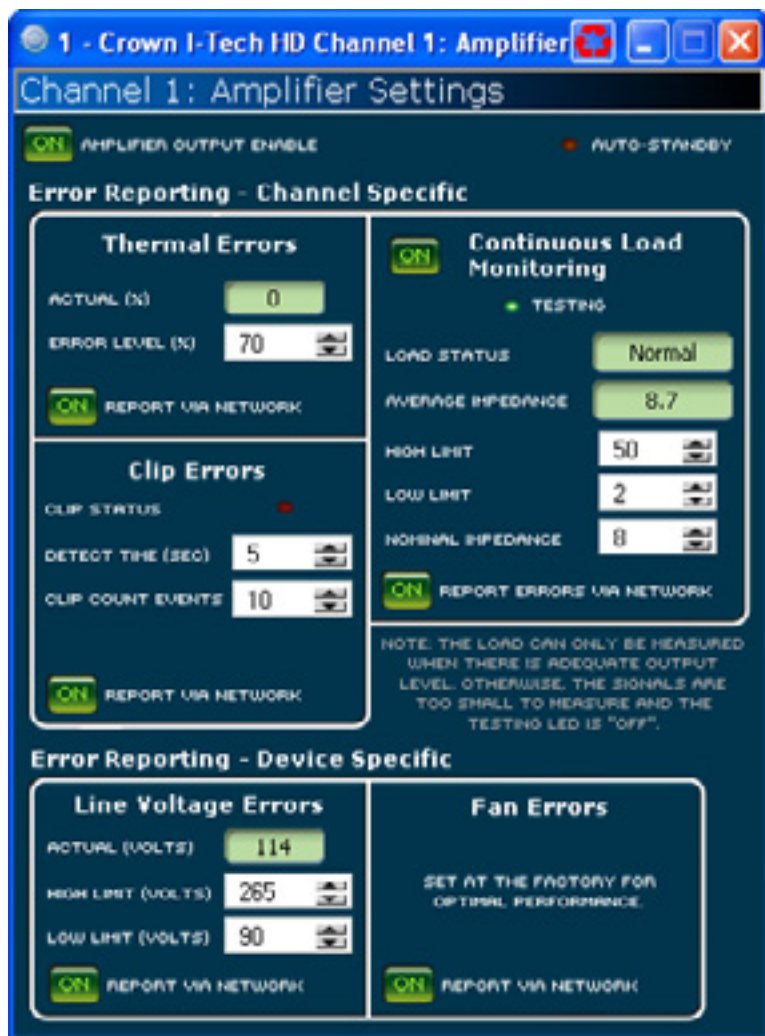 1 - Crown I-Tech HD Channel 1: Amplifier
Channel 1: Amplifier Settings
ON AMPLIFIER OUTPUT ENABLE
AUTO-STANDBY
Error Reporting - Channel Specific
Thermal Errors
ACTUAL (%) 0
ERROR LEVEL (%) 70
ON REPORT VIA NETWORK
Clip Errors
CLIP STATUS
DETECT TIME (SEC) 5
CLIP COUNT EVENTS 10
ON REPORT VIA NETWORK
ON Continuous Load
Monitoring
TESTING
LOAD STATUS Normal
AVERAGE IMPEDANCE 8.7
HIGH LIMIT 50
LOW LIMIT 2
NOMINAL IMPEDANCE 8
ON REPORT ERRORS VIA NETWORK
NOTE: THE LOAD CAN ONLY BE MEASURED
WHEN THERE IS ADEQUATE OUTPUT
LEVEL. OTHERWISE, THE SIGNALS ARE
TOO SMALL TO MEASURE AND THE
TESTING LED IS "OFF".
Error Reporting - Device Specific
Line Voltage Errors
ACTUAL (VOLTS) 114
HIGH LIMIT (VOLTS) 265
LOW LIMIT (VOLTS) 90
ON REPORT VIA NETWORK
Fan Errors
SET AT THE FACTORY FOR
OPTIMAL PERFORMANCE.
ON REPORT VIA NETWORK